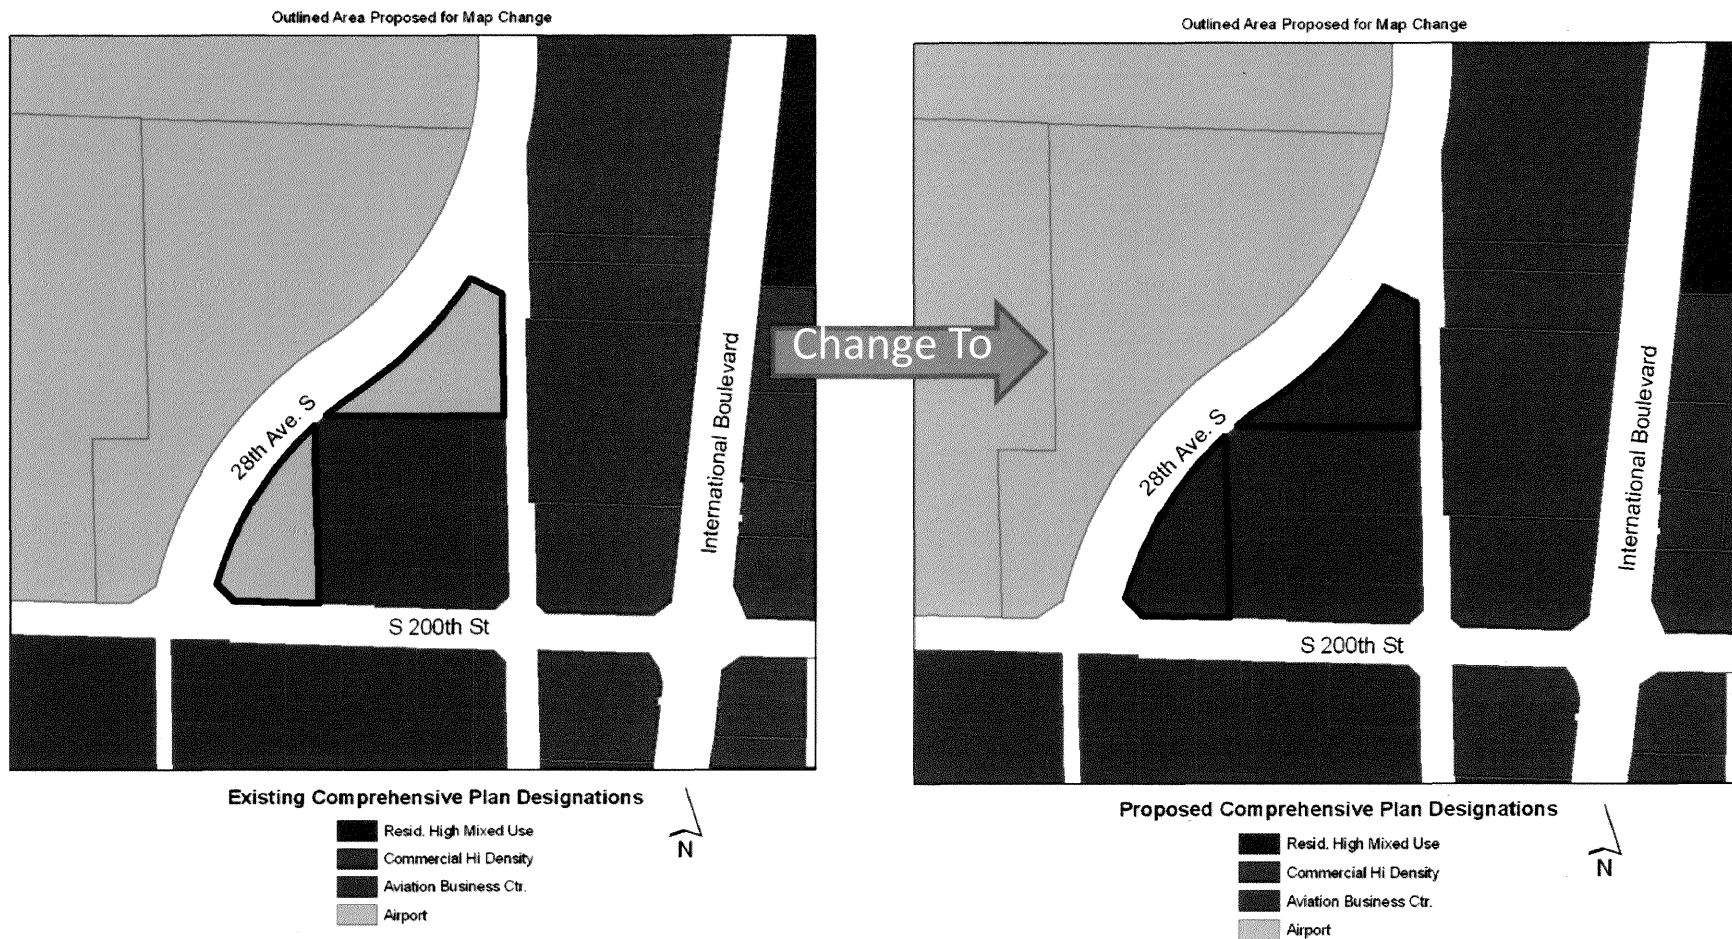 Outlined Area Proposed for Map Change
28th Ave. S
International Boulevard
S 200th St
Existing Comprehensive Plan Designations
Resid. High Mixed Use
Commercial Hi Density
Aviation Business Ctr.
Airport
N
Change To
Outlined Area Proposed for Map Change
28th Ave. S
International Boulevard
S 200th St
Proposed Comprehensive Plan Designations
Resid. High Mixed Use
Commercial Hi Density
Aviation Business Ctr.
Airport
N